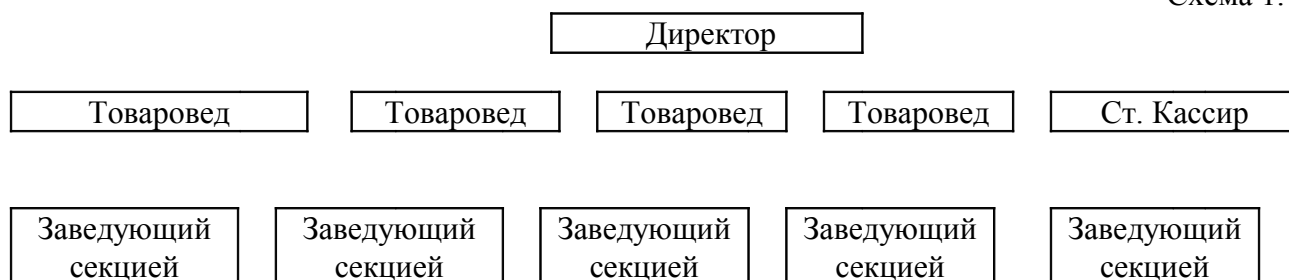 Схема 1.
Директор
Товаровед Товаровед Товаровед Товаровед Ст. Кассир
Заведующий Заведующий Заведующий Заведующий Заведующий
секцией секцией секцией секцией секцией